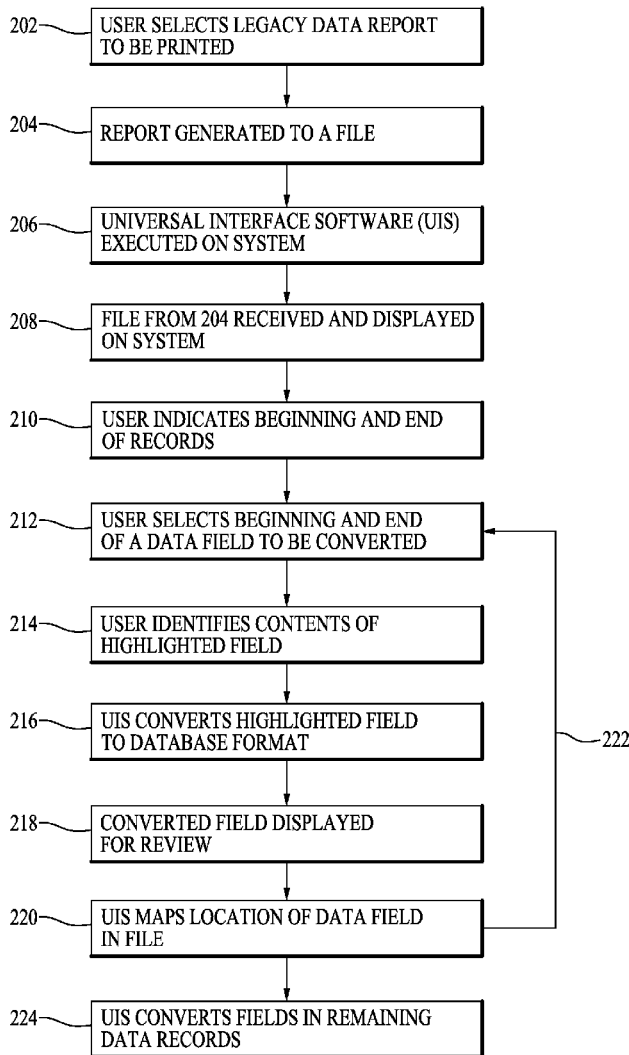 202
USER SELECTS LEGACY DATA REPORT
TO BE PRINTED
204
REPORT GENERATED TO A FILE
206
UNIVERSAL INTERFACE SOFTWARE (UIS)
EXECUTED ON SYSTEM
208
FILE FROM 204 RECEIVED AND DISPLAYED
ON SYSTEM
210
USER INDICATES BEGINNING AND END
OF RECORDS
212
USER SELECTS BEGINNING AND END
OF A DATA FIELD TO BE CONVERTED
214
USER IDENTIFIES CONTENTS OF
HIGHLIGHTED FIELD
216
UIS CONVERTS HIGHLIGHTED FIELD
TO DATABASE FORMAT
222
218
CONVERTED FIELD DISPLAYED
FOR REVIEW
220
UIS MAPS LOCATION OF DATA FIELD
IN FILE
224
UIS CONVERTS FIELDS IN REMAINING
DATA RECORDS